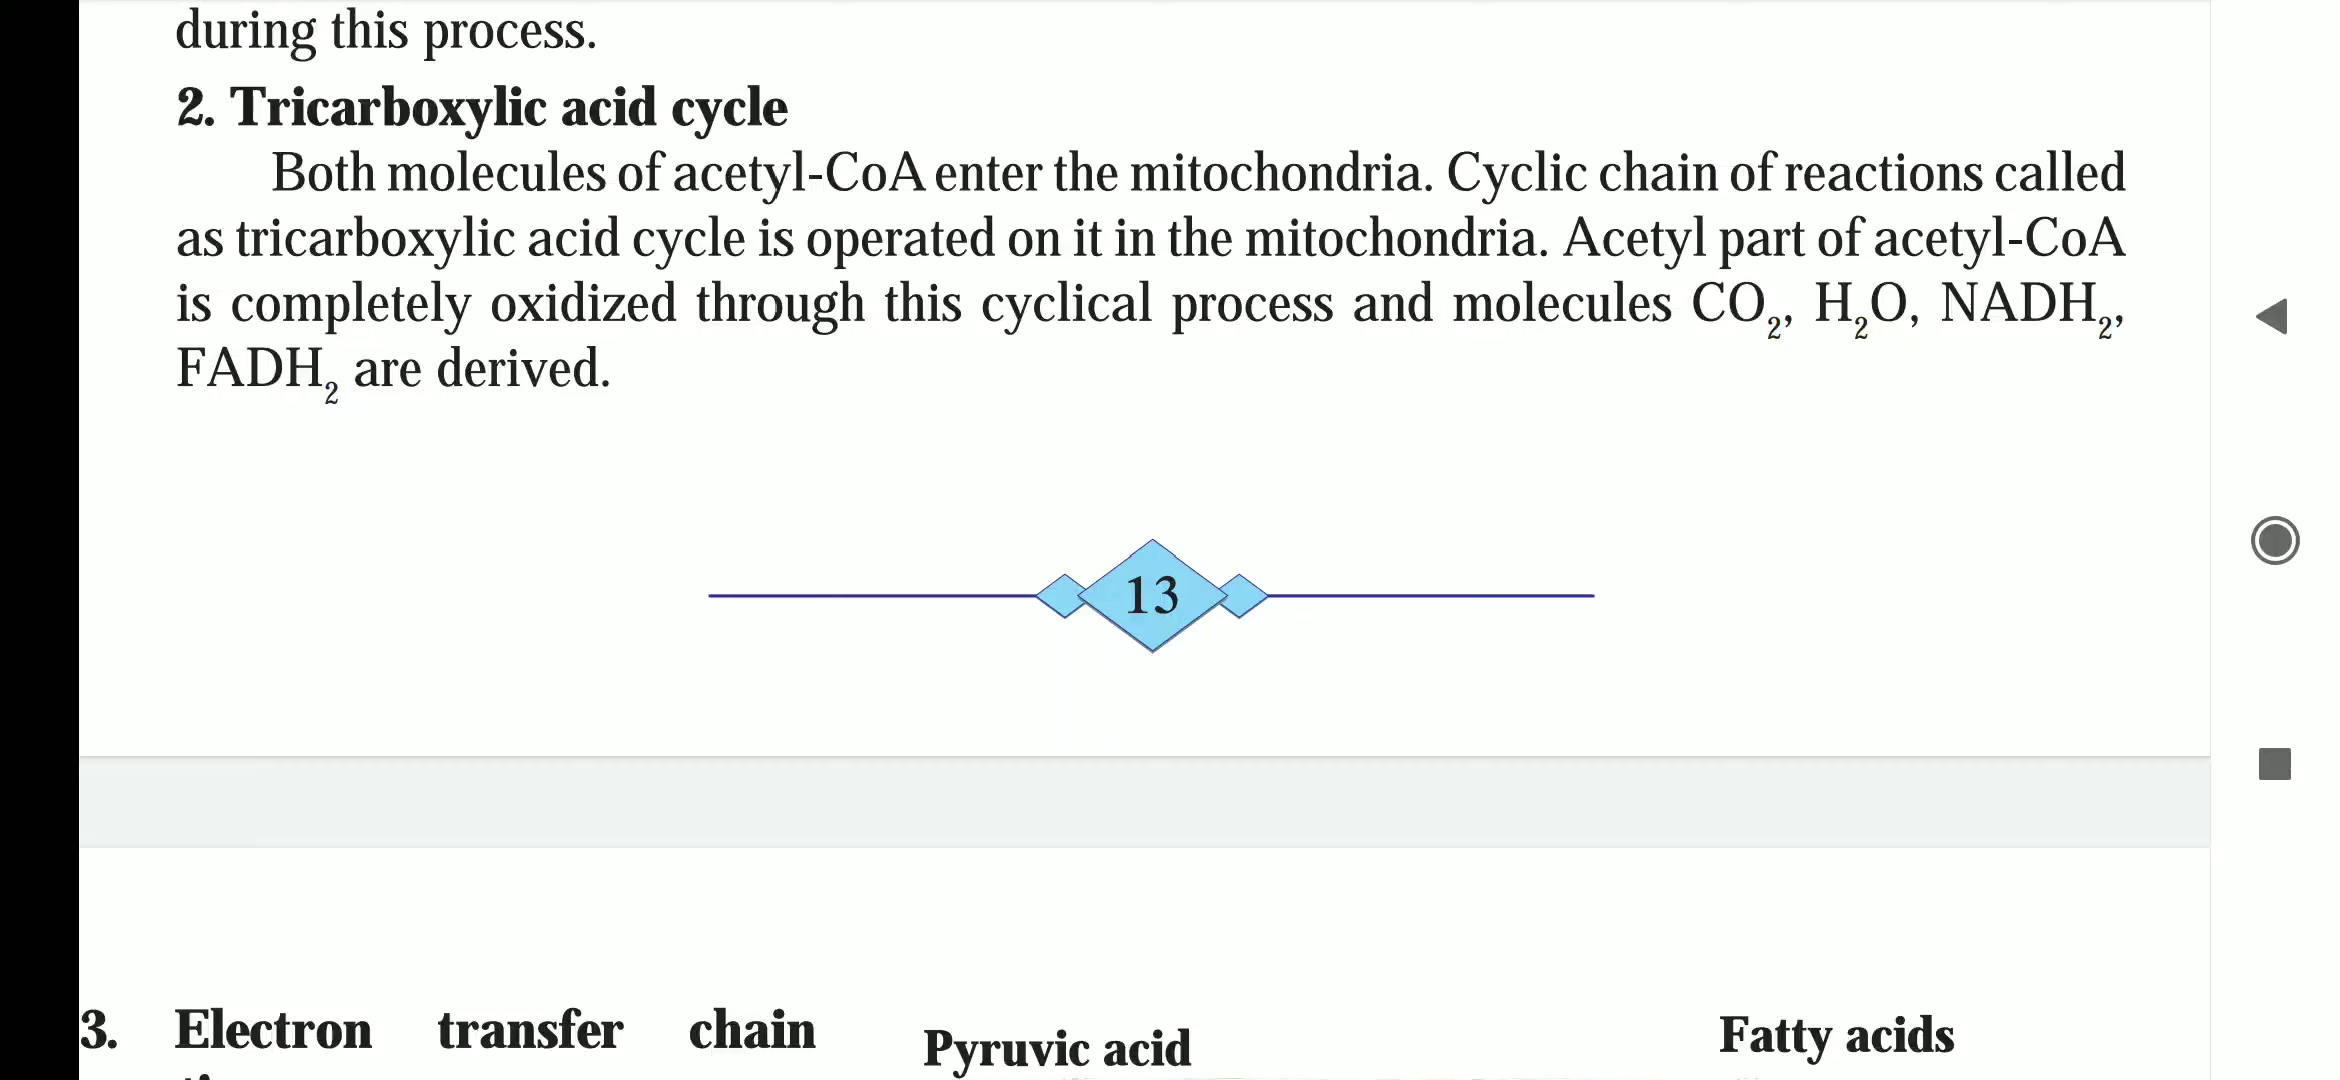 during this process.
2. Tricarboxylic acid cycle
Both molecules of acetyl-CoA enter the mitochondria. Cyclic chain of reactions called
as tricarboxylic acid cycle is operated on it in the mitochondria. Acetyl part of acetyl-CoA
is completely oxidized through this cyclical process and molecules CO₂, H₂O, NADH₂,
FADH₂ are derived.
13
3. Electron transfer chain
Pyruvic acid
Fatty acids